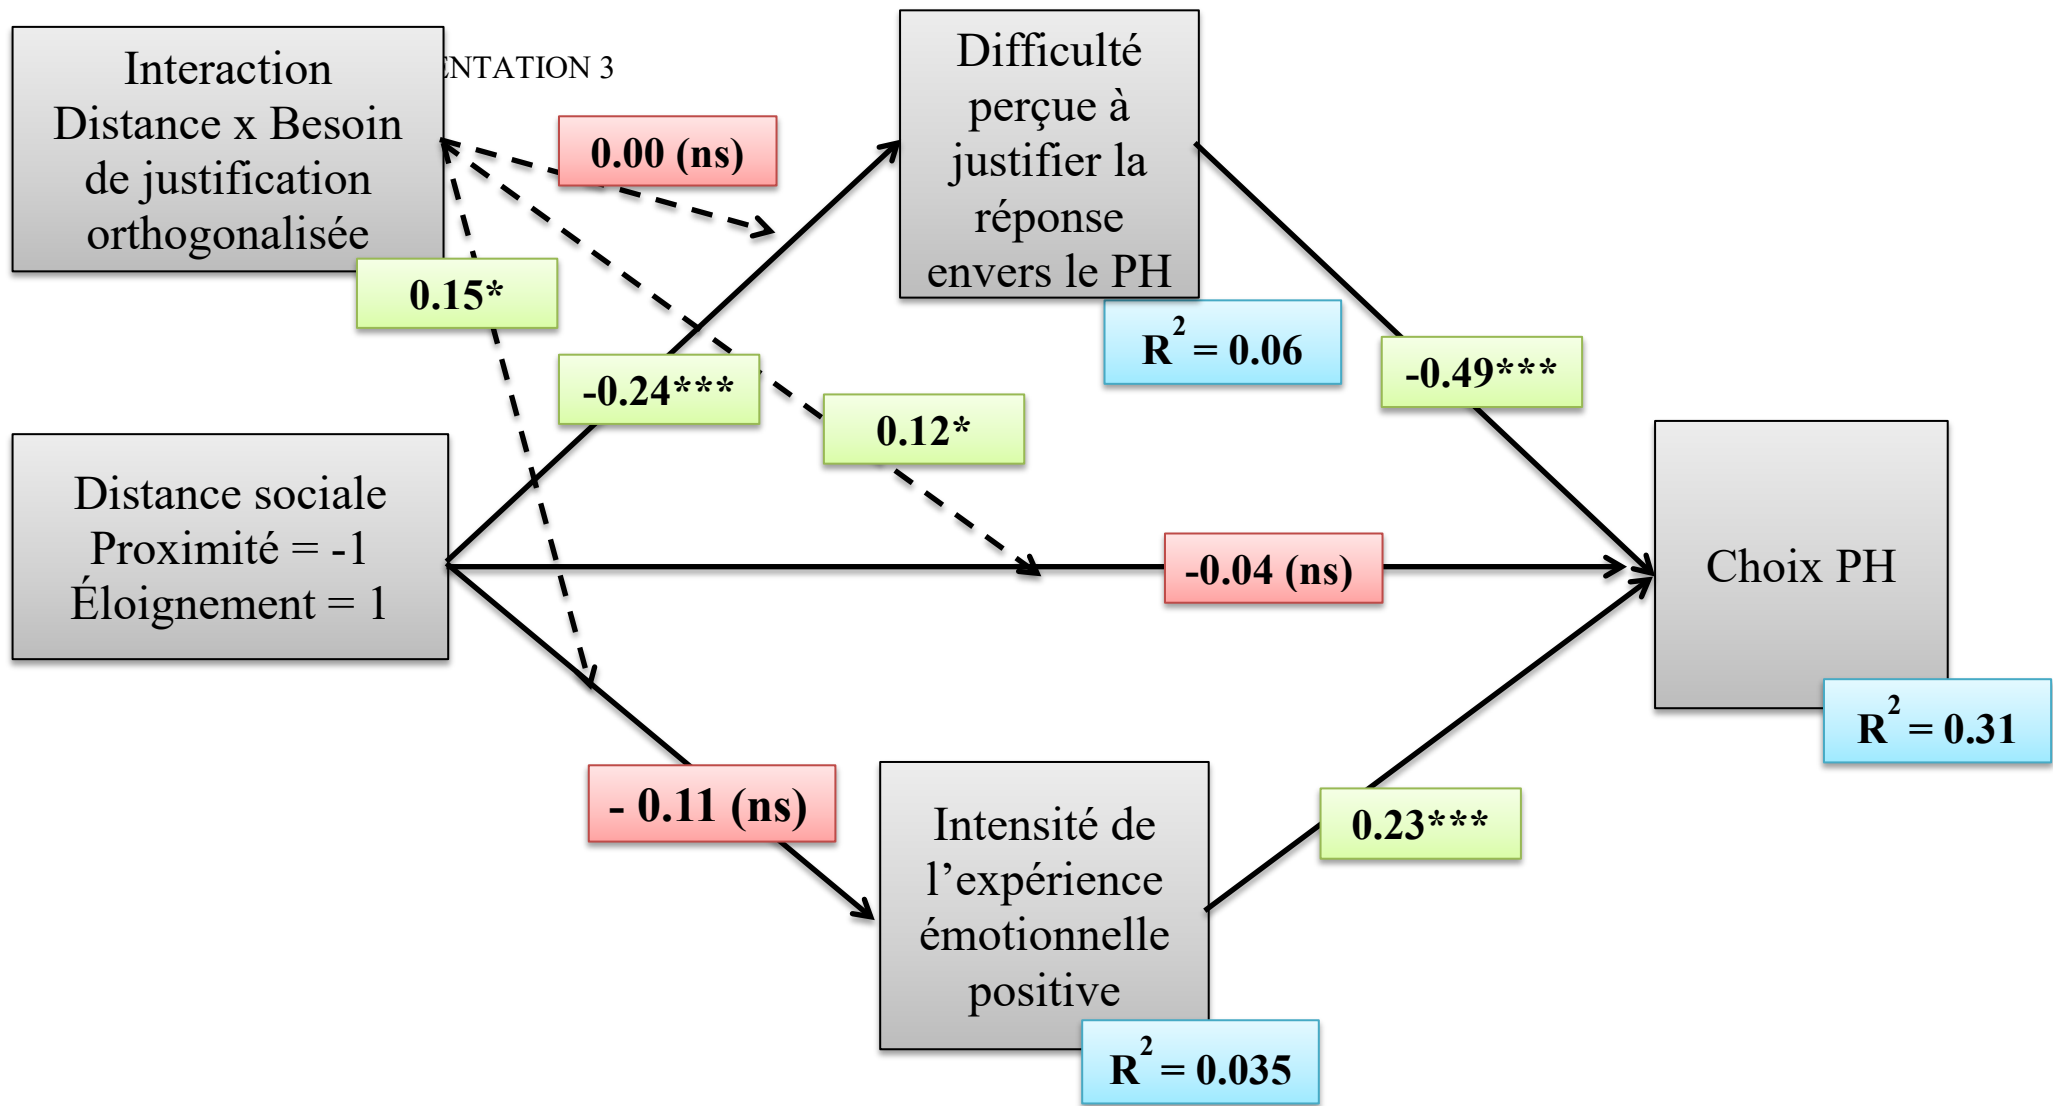 Interaction
Distance x Besoin
de justification
orthogonalisée
NTATION 3
Difficulté
perçue à
justifier la
réponse
envers le PH
0.00 (ns)
0.15*
R² = 0.06
-0.24***
-0.49***
0.12*
Distance sociale
Proximité = -1
Éloignement = 1
-0.04 (ns)
Choix PH
R² = 0.31
- 0.11 (ns)
Intensité de
l’expérience
émotionnelle
positive
0.23***
R² = 0.035